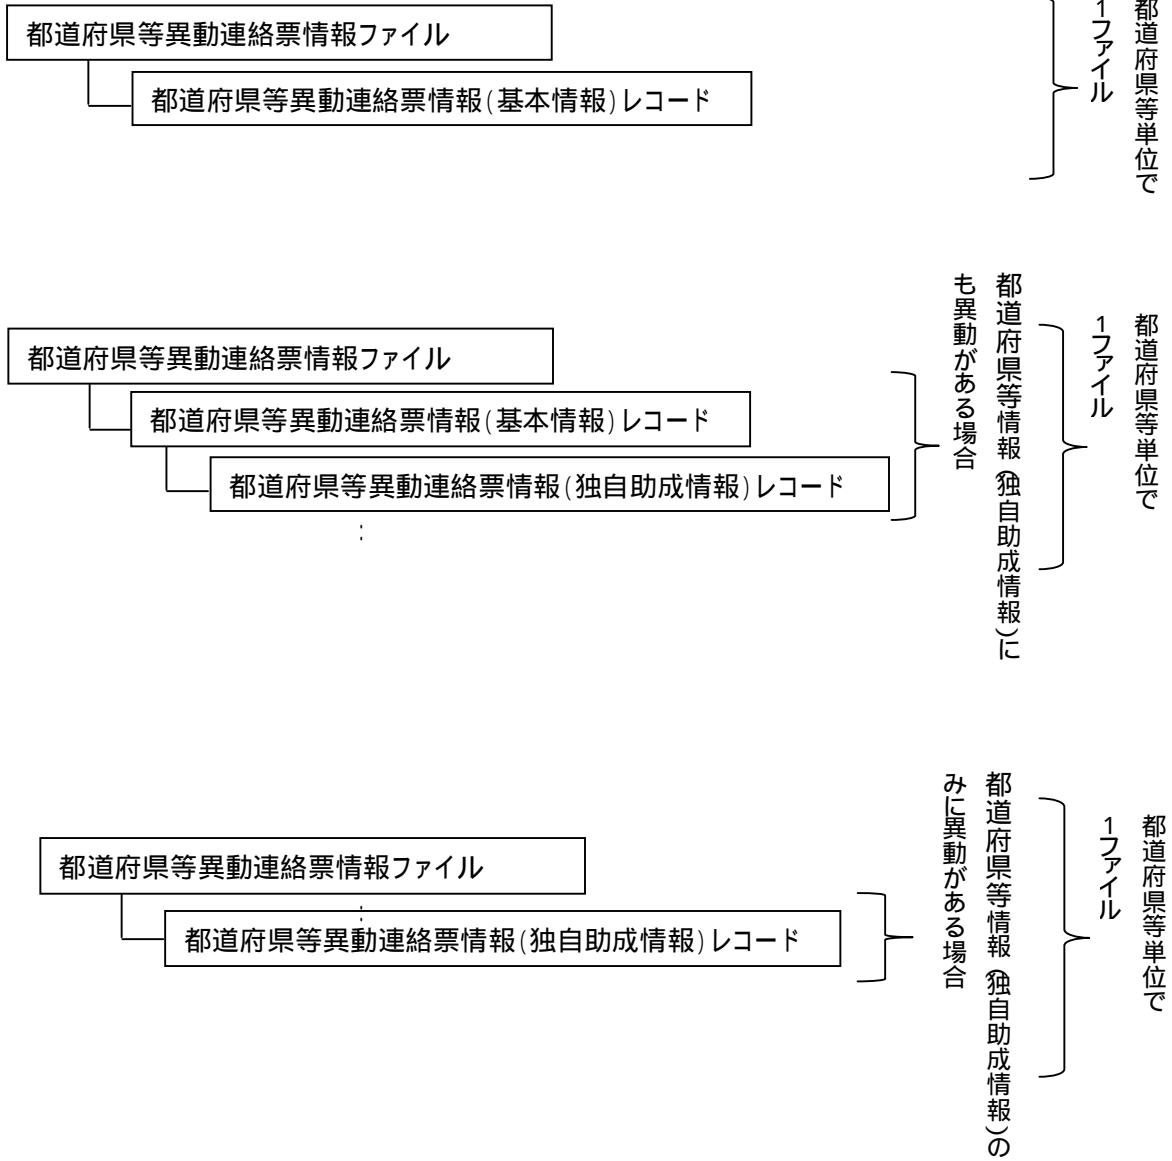 都道府県等異動連絡票情報ファイル
都道府県等異動連絡票情報(基本情報)レコード
都道府県等単位で
1ファイル
都道府県等異動連絡票情報ファイル
都道府県等異動連絡票情報(基本情報)レコード
都道府県等異動連絡票情報(独自助成情報)レコード
都道府県等情報(独自助成情報)に
も異動がある場合
都道府県等単位で
1ファイル
都道府県等異動連絡票情報ファイル
都道府県等異動連絡票情報(独自助成情報)レコード
都道府県等情報(独自助成情報)の
みに異動がある場合
都道府県等単位で
1ファイル